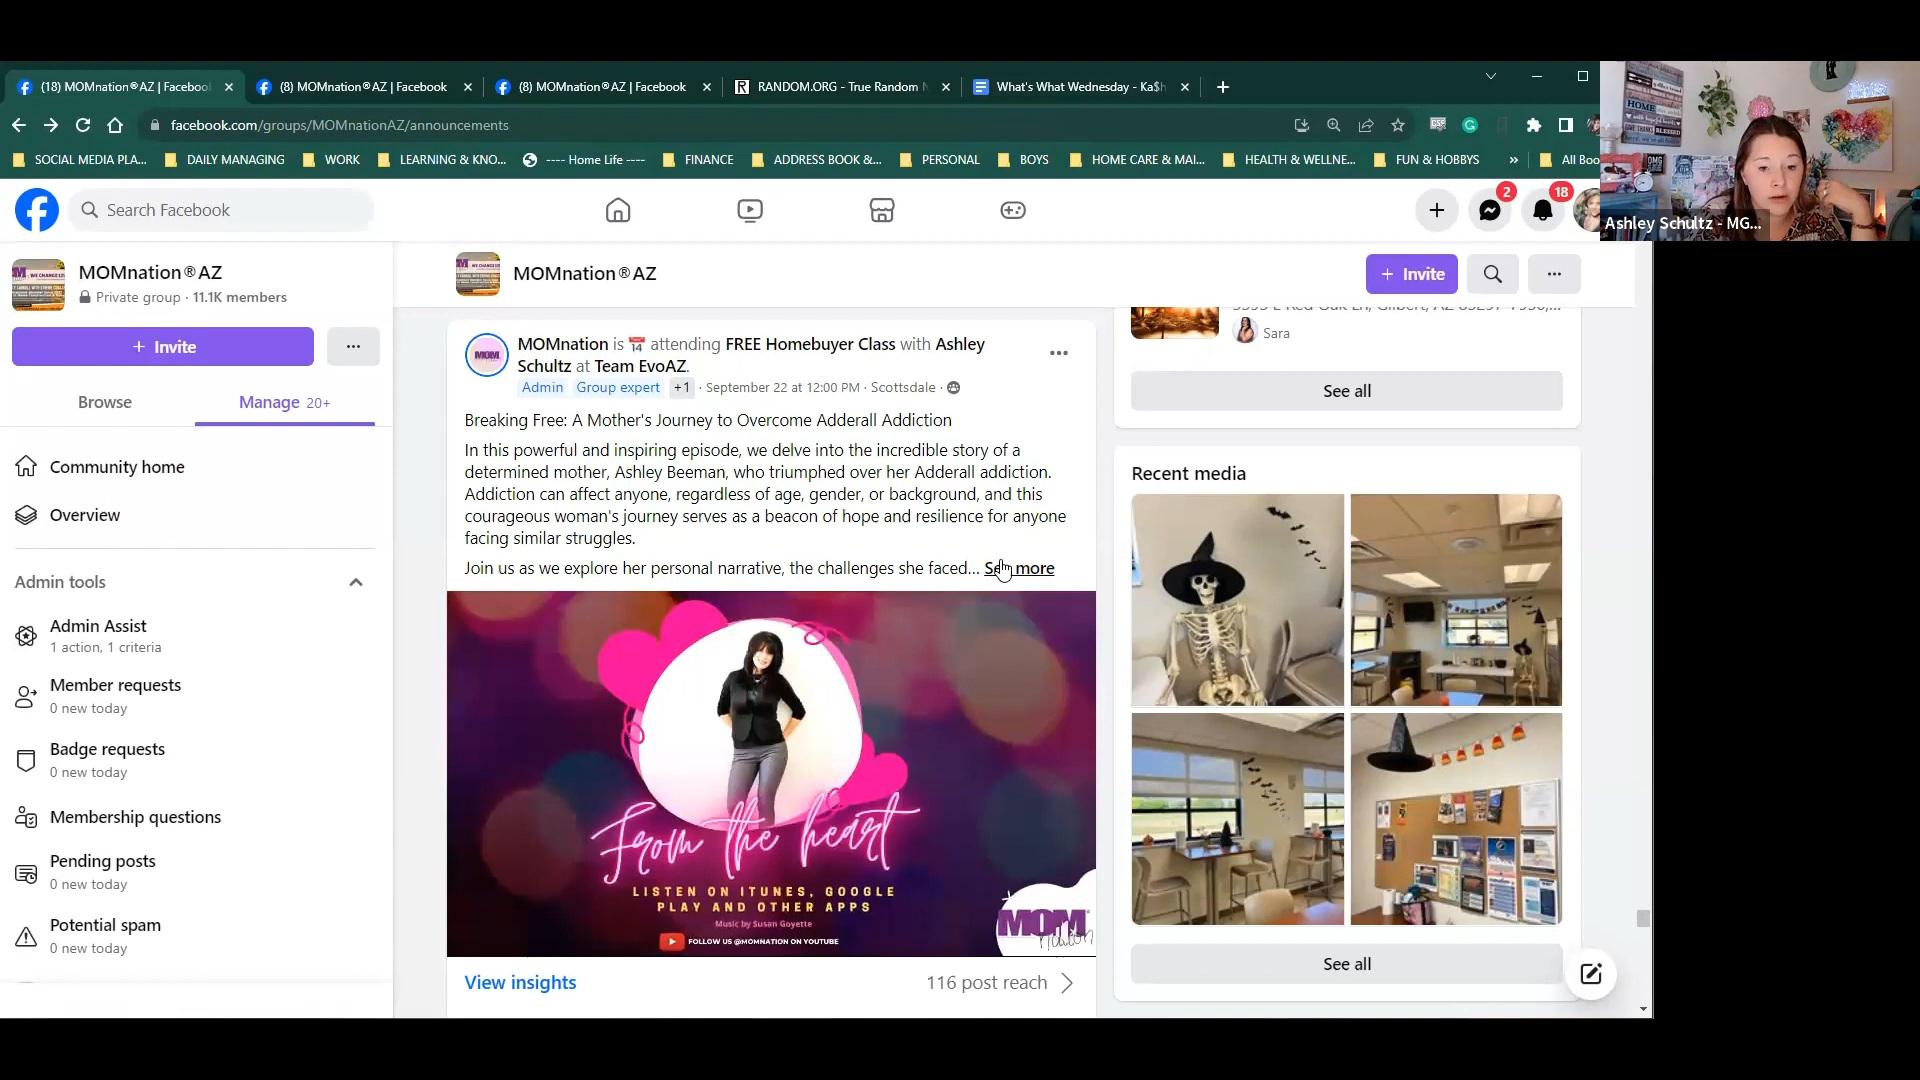 (18) MOMnation®AZ | Facebook
(8) MOMnation®AZ | Facebook
(8) MOMnation®AZ | Facebook
RANDOM.ORG - True Random
What's What Wednesday - Ka$h
facebook.com/groups/MOMnationAZ/announcements
SOCIAL MEDIA PLA...
DAILY MANAGING
WORK
LEARNING & KNO...
---- Home Life ----
FINANCE
ADDRESS BOOK &...
PERSONAL
BOYS
HOME CARE & MAI...
HEALTH & WELLNE...
FUN & HOBBYS
»
All Boo
HOME
BLESSED
OMG
Ashley Schultz - MG...
Search Facebook
2
18
MOMnation®AZ
Private group · 11.1K members
+ Invite
...
Browse
Manage 20+
Community home
Overview
Admin tools
Admin Assist
1 action, 1 criteria
Member requests
0 new today
Badge requests
0 new today
Membership questions
Pending posts
0 new today
Potential spam
0 new today
MOMnation®AZ
+ Invite
...
MOMnation is 📅 attending FREE Homebuyer Class with Ashley
Schultz at Team EvoAZ.
Admin Group expert +1 · September 22 at 12:00 PM · Scottsdale ·
Breaking Free: A Mother's Journey to Overcome Adderall Addiction
In this powerful and inspiring episode, we delve into the incredible story of a
determined mother, Ashley Beeman, who triumphed over her Adderall addiction.
Addiction can affect anyone, regardless of age, gender, or background, and this
courageous woman's journey serves as a beacon of hope and resilience for anyone
facing similar struggles.
Join us as we explore her personal narrative, the challenges she faced... See more
From the heart
LISTEN ON ITUNES, GOOGLE
PLAY AND OTHER APPS
Music by Susan Goyette
FOLLOW US @MOMNATION ON YOUTUBE
MOM
nation
View insights
116 post reach
Sara
See all
Recent media
See all